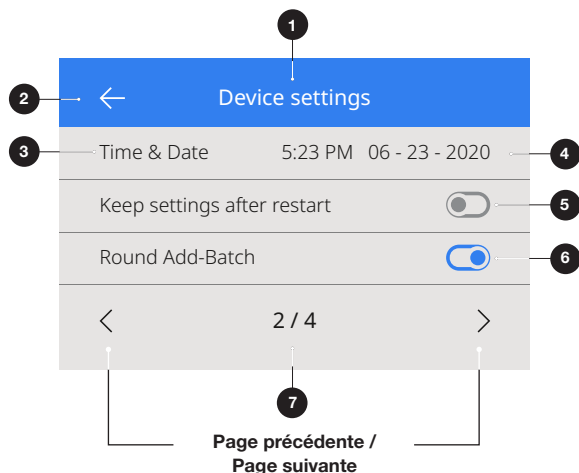 1
2
Device settings
3
Time & Date 5:23 PM 06 - 23 - 2020
4
Keep settings after restart
5
Round Add-Batch
6
2 / 4
7
Page précédente /
Page suivante